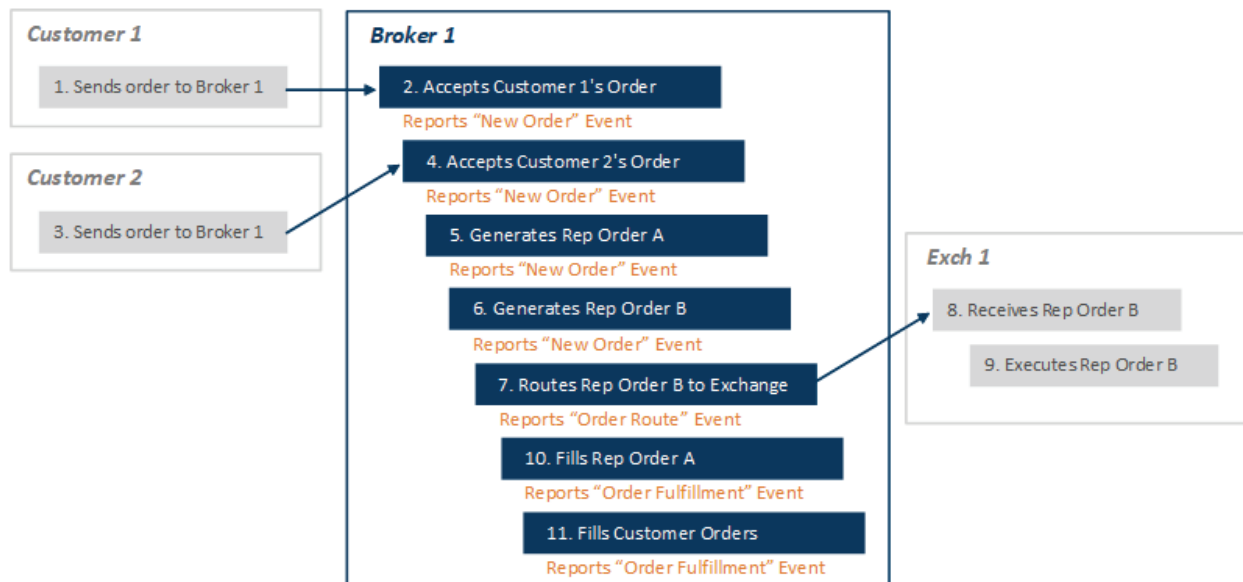 Customer 1
1. Sends order to Broker 1
Customer 2
3. Sends order to Broker 1
Broker 1
2. Accepts Customer 1's Order
Reports “New Order” Event
4. Accepts Customer 2's Order
Reports “New Order” Event
5. Generates Rep Order A
Reports “New Order” Event
6. Generates Rep Order B
Reports “New Order” Event
7. Routes Rep Order B to Exchange
Reports “Order Route” Event
10. Fills Rep Order A
Reports “Order Fulfillment” Event
11. Fills Customer Orders
Reports “Order Fulfillment” Event
Exch 1
8. Receives Rep Order B
9. Executes Rep Order B